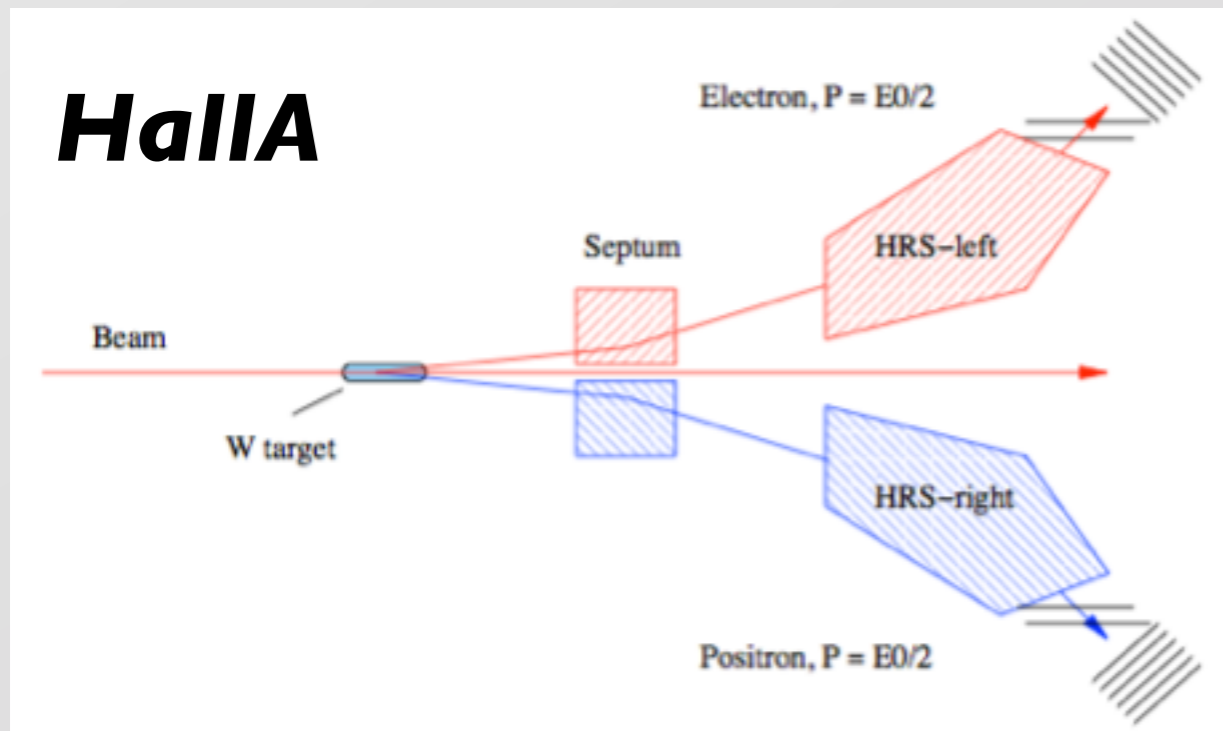 HallA
Electron, P = E0/2
HRS-left
Septum
Beam
W target
HRS-right
Positron, P = E0/2